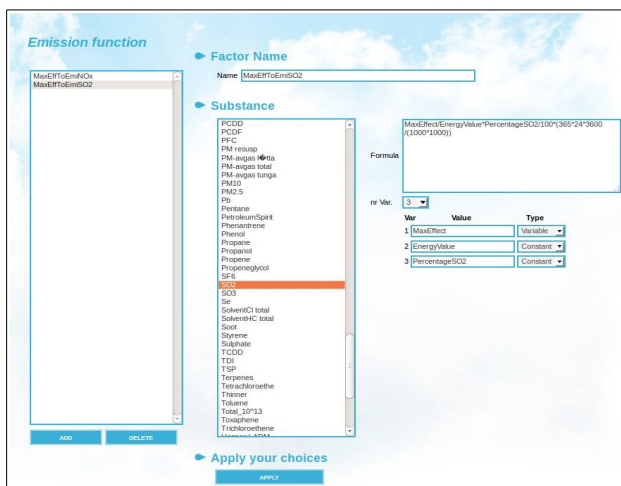 Emission function
MaxEffToEmiNOx
MaxEffToEmiSO2
ADD
DELETE
Factor Name
Name MaxEffToEmiSO2
Substance
PCDD
PCDF
PFC
PM resusp
PM-avgas l�tta
PM-avgas total
PM-avgas tunga
PM10
PM2.5
Pb
Pentane
PetroleumSpirit
Phenantrene
Phenol
Propane
Propanol
Propene
Propeneglycol
SF6
SO2
SO3
Se
SolventCl total
SolventHC total
Soot
Styrene
Sulphate
TCDD
TDI
TSP
Terpenes
Tetrachloroethe
Thinner
Toluene
Total_10^13
Toxaphene
Trichloroethene
Formula
MaxEffect/EnergyValue*PercentageSO2/100*(365*24*3600
/(1000*1000))
nr Var. 3
Var Value Type
1 MaxEffect Variable
2 EnergyValue Constant
3 PercentageSO2 Constant
Apply your choices
APPLY